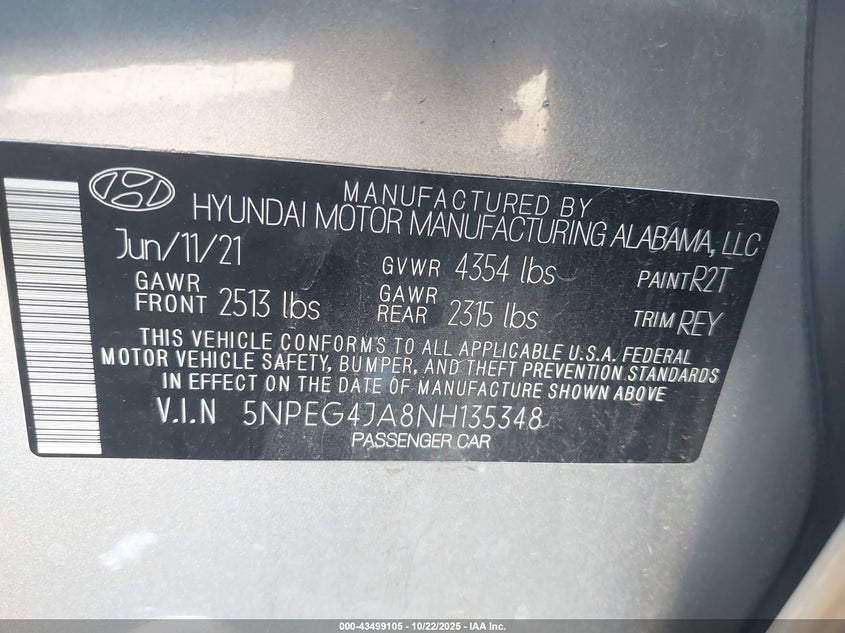 MANUFACTURED BY
HYUNDAI MOTOR MANUFACTURING ALABAMA, LLC
Jun/11/21 GVWR 4354 lbs PAINT R2T
GAWR FRONT 2513 lbs GAWR REAR 2315 lbs TRIM REY
THIS VEHICLE CONFORMS TO ALL APPLICABLE U.S.A. FEDERAL
MOTOR VEHICLE SAFETY, BUMPER, AND THEFT PREVENTION STANDARDS
IN EFFECT ON THE DATE OF MANUFACTURE SHOWN ABOVE
V.I.N 5NPEG4JA8NH135348
PASSENGER CAR
000-43499105 - 10/22/2025 - IAA Inc.